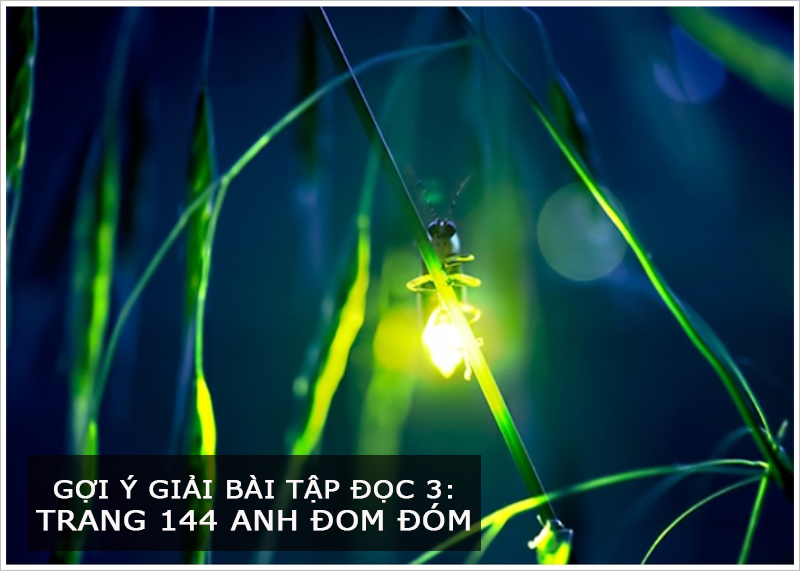 GỢI Ý GIẢI BÀI TẬP ĐỌC 3:
TRANG 144 ANH ĐOM ĐÓM